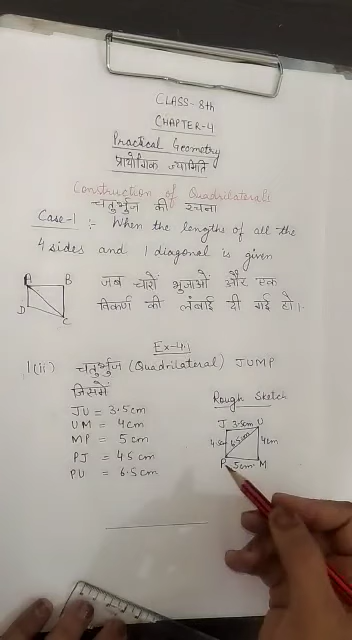 CLASS-8th
CHAPTER-4
Practical Geometry
प्रायोगिक ज्यामिति
Construction of Quadrilaterals
चतुर्भुज की रचना
Case-1 :- When the lengths of all the
4 sides and 1 diagonal is given
A B
D C
जब चारों भुजाओं और एक
विकर्ण की लंबाई दी गई हो।
Ex-4.1
1(ii) चतुर्भुज (Quadrilateral) JUMP
जिसमें
JU = 3.5cm
UM = 4cm
MP = 5cm
PJ = 4.5 cm
PU = 6.5cm
Rough Sketch
J 3.5cm U
4.5cm 6.5cm 4cm
P 5cm M